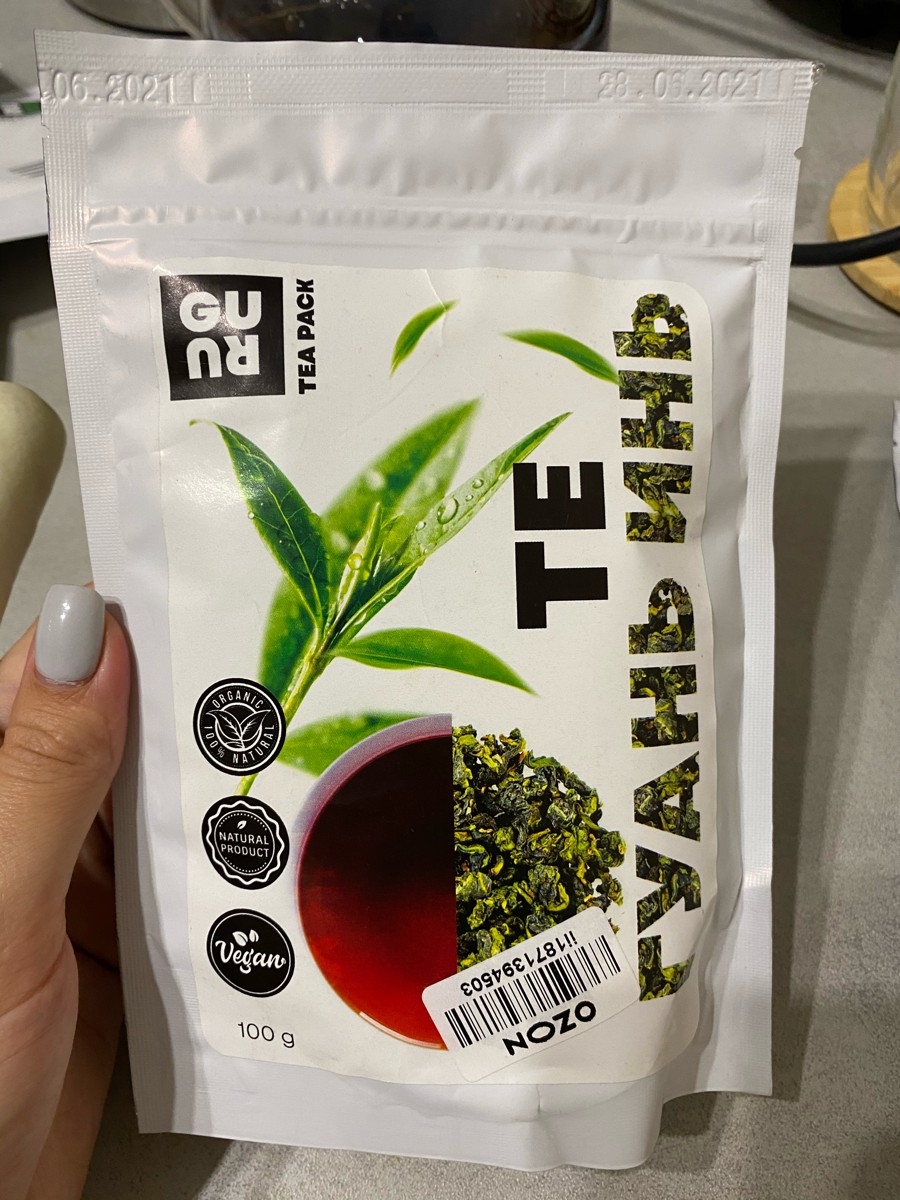 .06.2021
28.06.2021
GU
RU
TEA PACK
ТЕ
ГУАНЬ ИНЬ
ORGANIC
100% NATURAL
NATURAL
PRODUCT
Vegan
100 g
OZON
ii1871394503